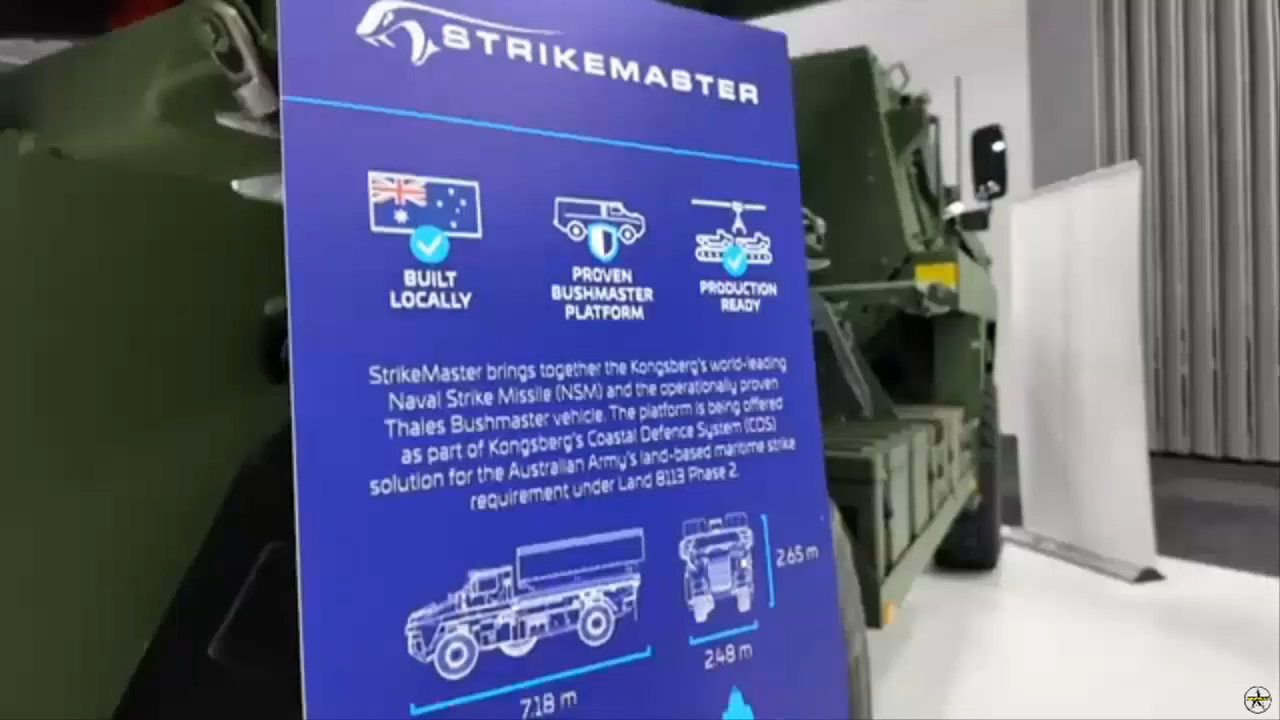 STRIKEMASTER
BUILT
LOCALLY
PROVEN
BUSHMASTER
PLATFORM
PRODUCTION
READY
StrikeMaster brings together the Kongsberg's world-leading
Naval Strike Missile (NSM) and the operationally proven
Thales Bushmaster vehicle. The platform is being offered
as part of Kongsberg's Coastal Defence System (CDS)
solution for the Australian Army's land-based maritime strike
requirement under Land 8113 Phase 2.
2.65 m
2.48 m
7.18 m